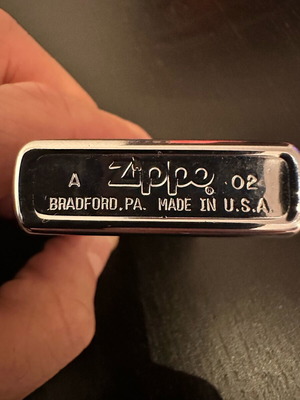 A Zippo® 02
BRADFORD,PA. MADE IN U.S.A.